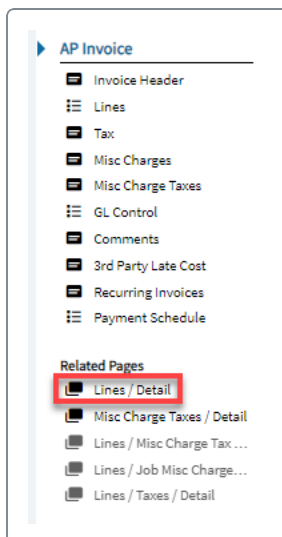 AP Invoice
Invoice Header
Lines
Tax
Misc Charges
Misc Charge Taxes
GL Control
Comments
3rd Party Late Cost
Recurring Invoices
Payment Schedule
Related Pages
Lines / Detail
Misc Charge Taxes / Detail
Lines / Misc Charge Tax ...
Lines / Job Misc Charge...
Lines / Taxes / Detail